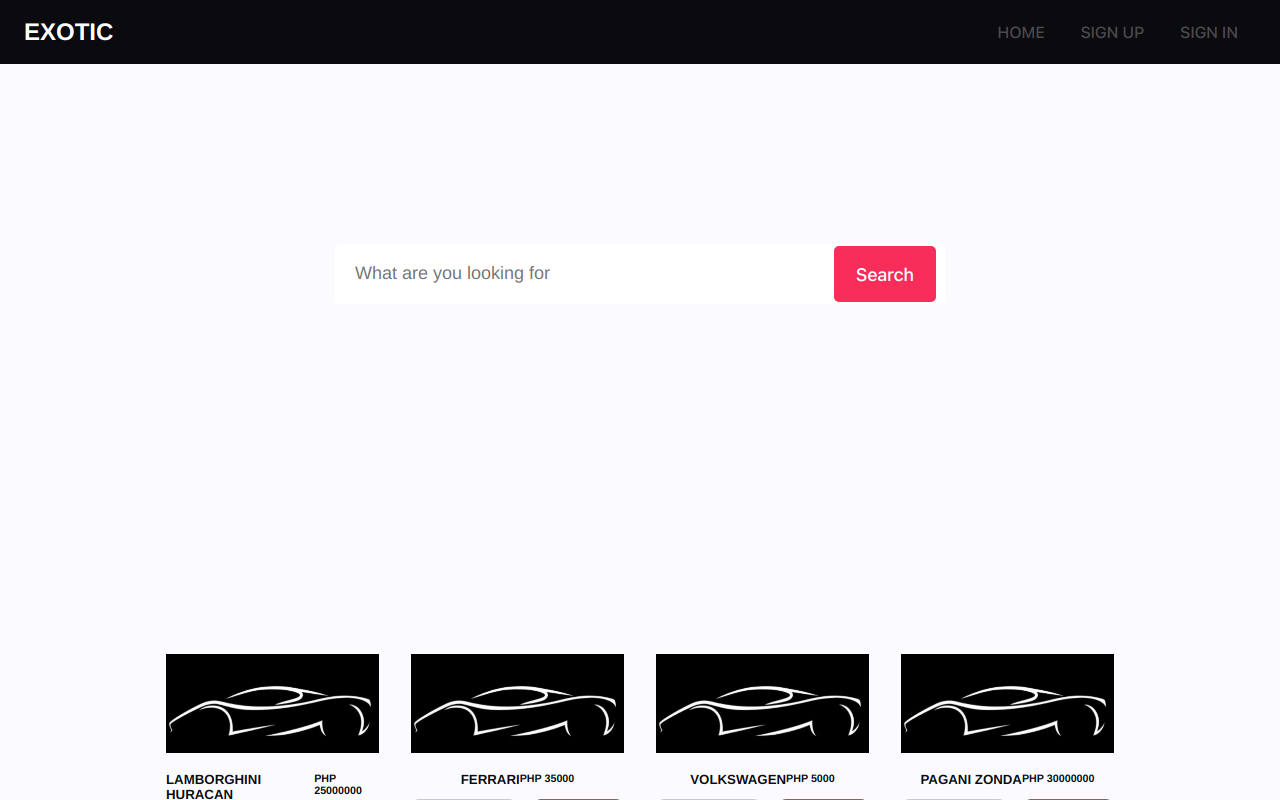 EXOTIC
HOME SIGN UP SIGN IN
What are you looking for
Search
LAMBORGHINI HURACAN
PHP 25000000
FERRARI PHP 35000
VOLKSWAGEN PHP 5000
PAGANI ZONDA PHP 30000000